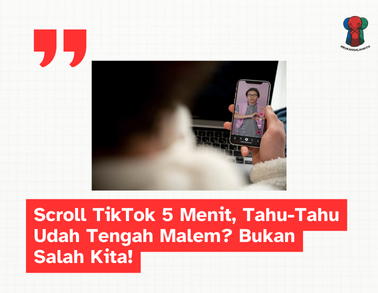 Scroll TikTok 5 Menit, Tahu-Tahu
Udah Tengah Malem? Bukan
Salah Kita!